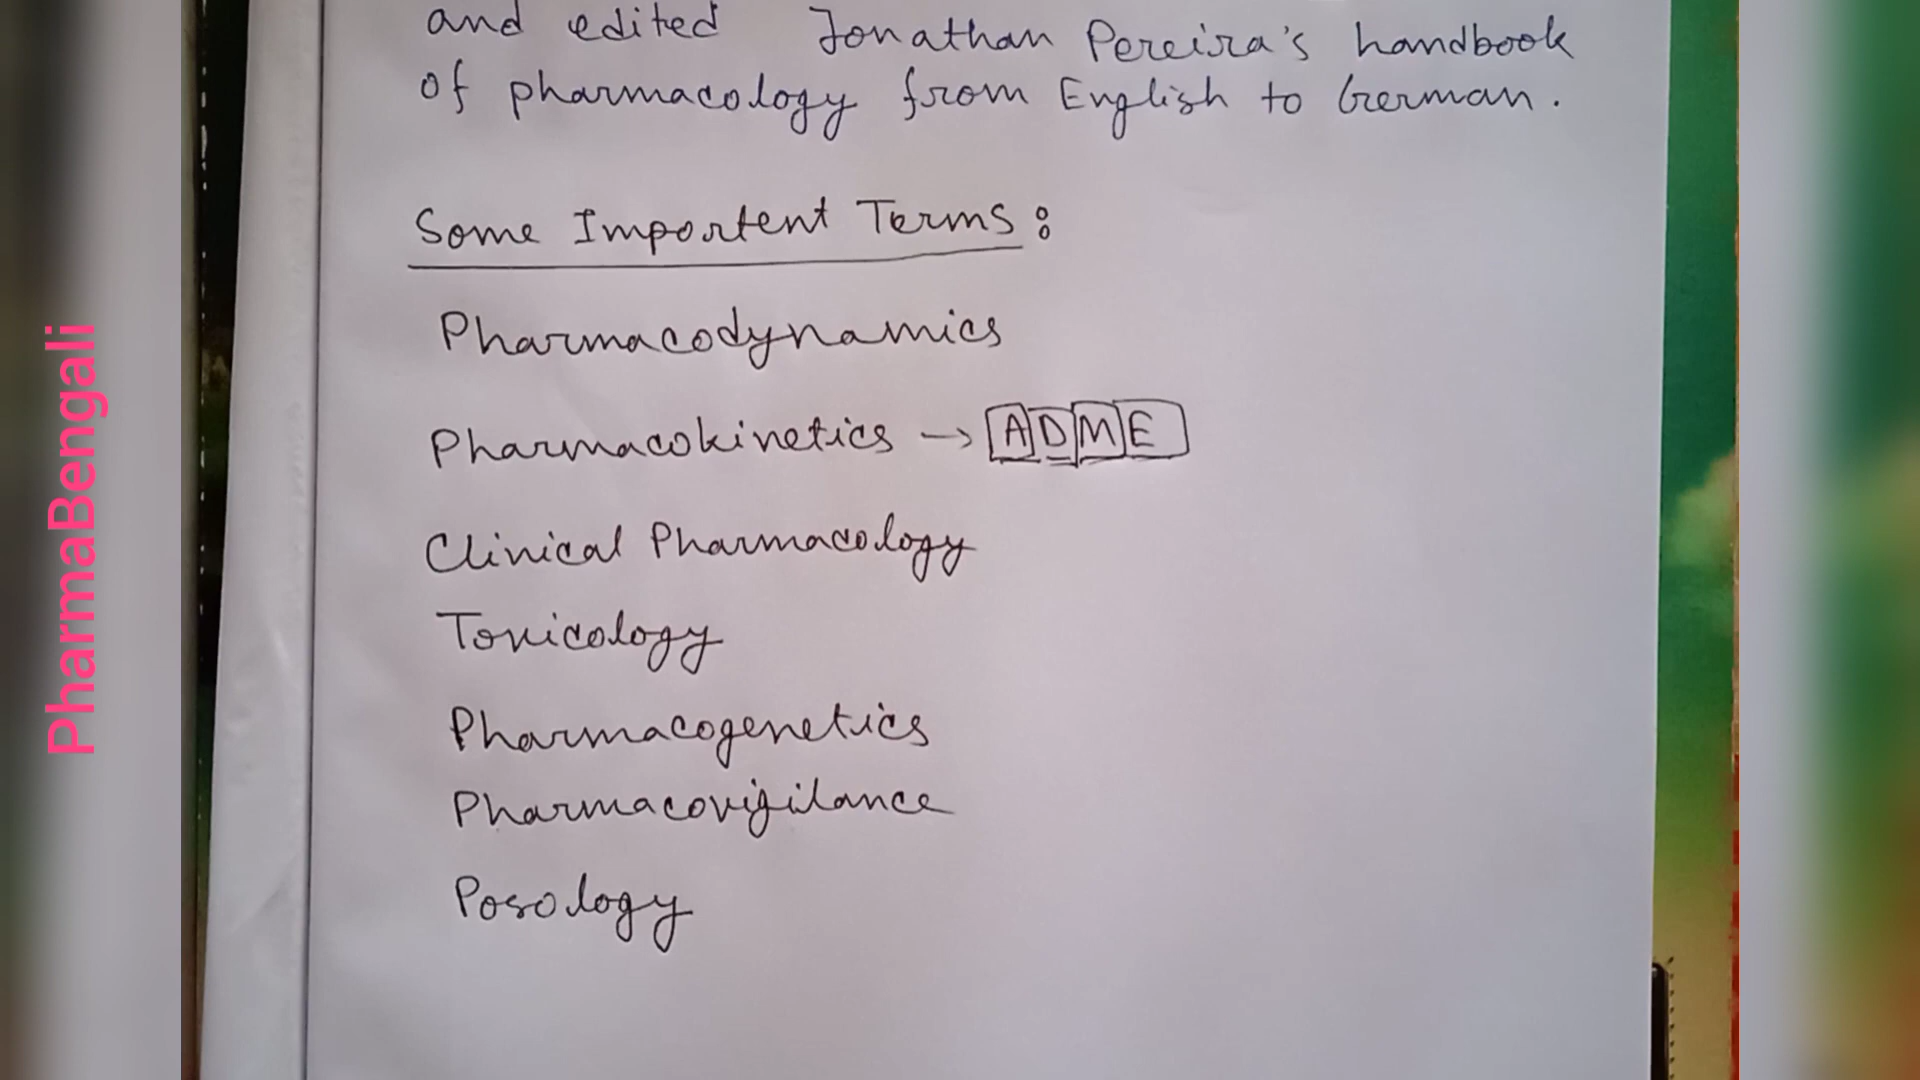 and edited Jonathan Pereira's handbook
of pharmacology from English to German.
Some Importent Terms :
Pharmacodynamics
Pharmacokinetics → ADME
Clinical Pharmacology
Toxicology
Pharmacogenetics
Pharmacovigilance
Posology
PharmaBengali